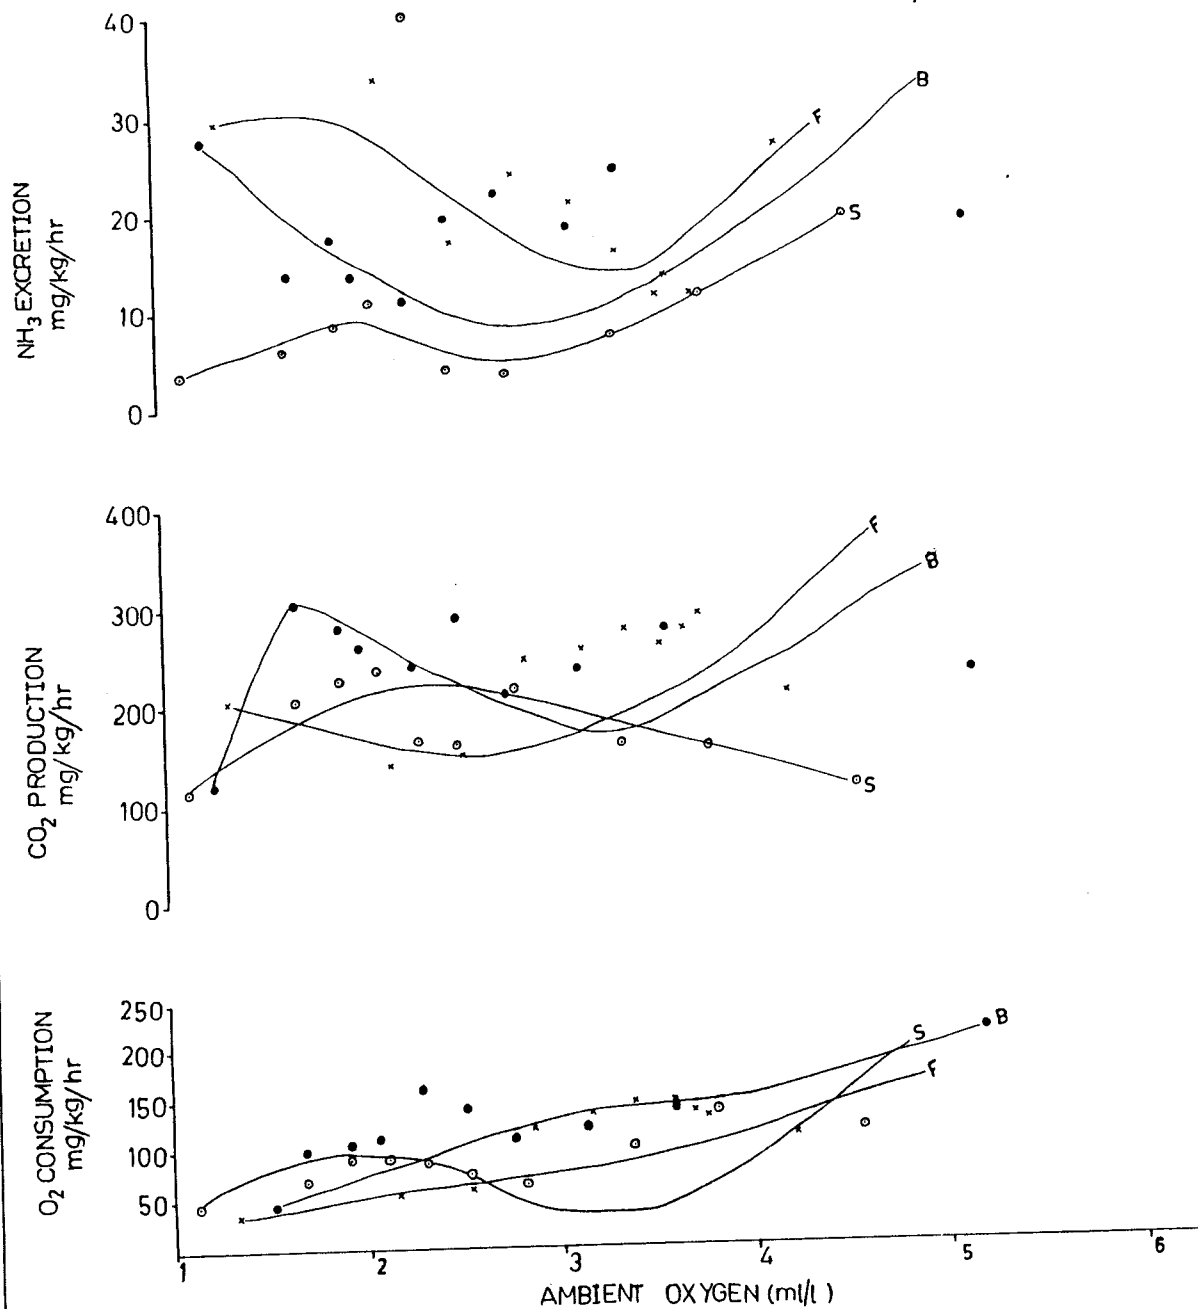 40
30
20
10
0
NH3 EXCRETION
mg/kg/hr
B
F
S
400
300
200
100
0
CO2 PRODUCTION
mg/kg/hr
F
B
S
250
200
150
100
50
O2 CONSUMPTION
mg/kg/hr
B
S
F
1 2 3 4 5 6
AMBIENT OXYGEN (ml/l)